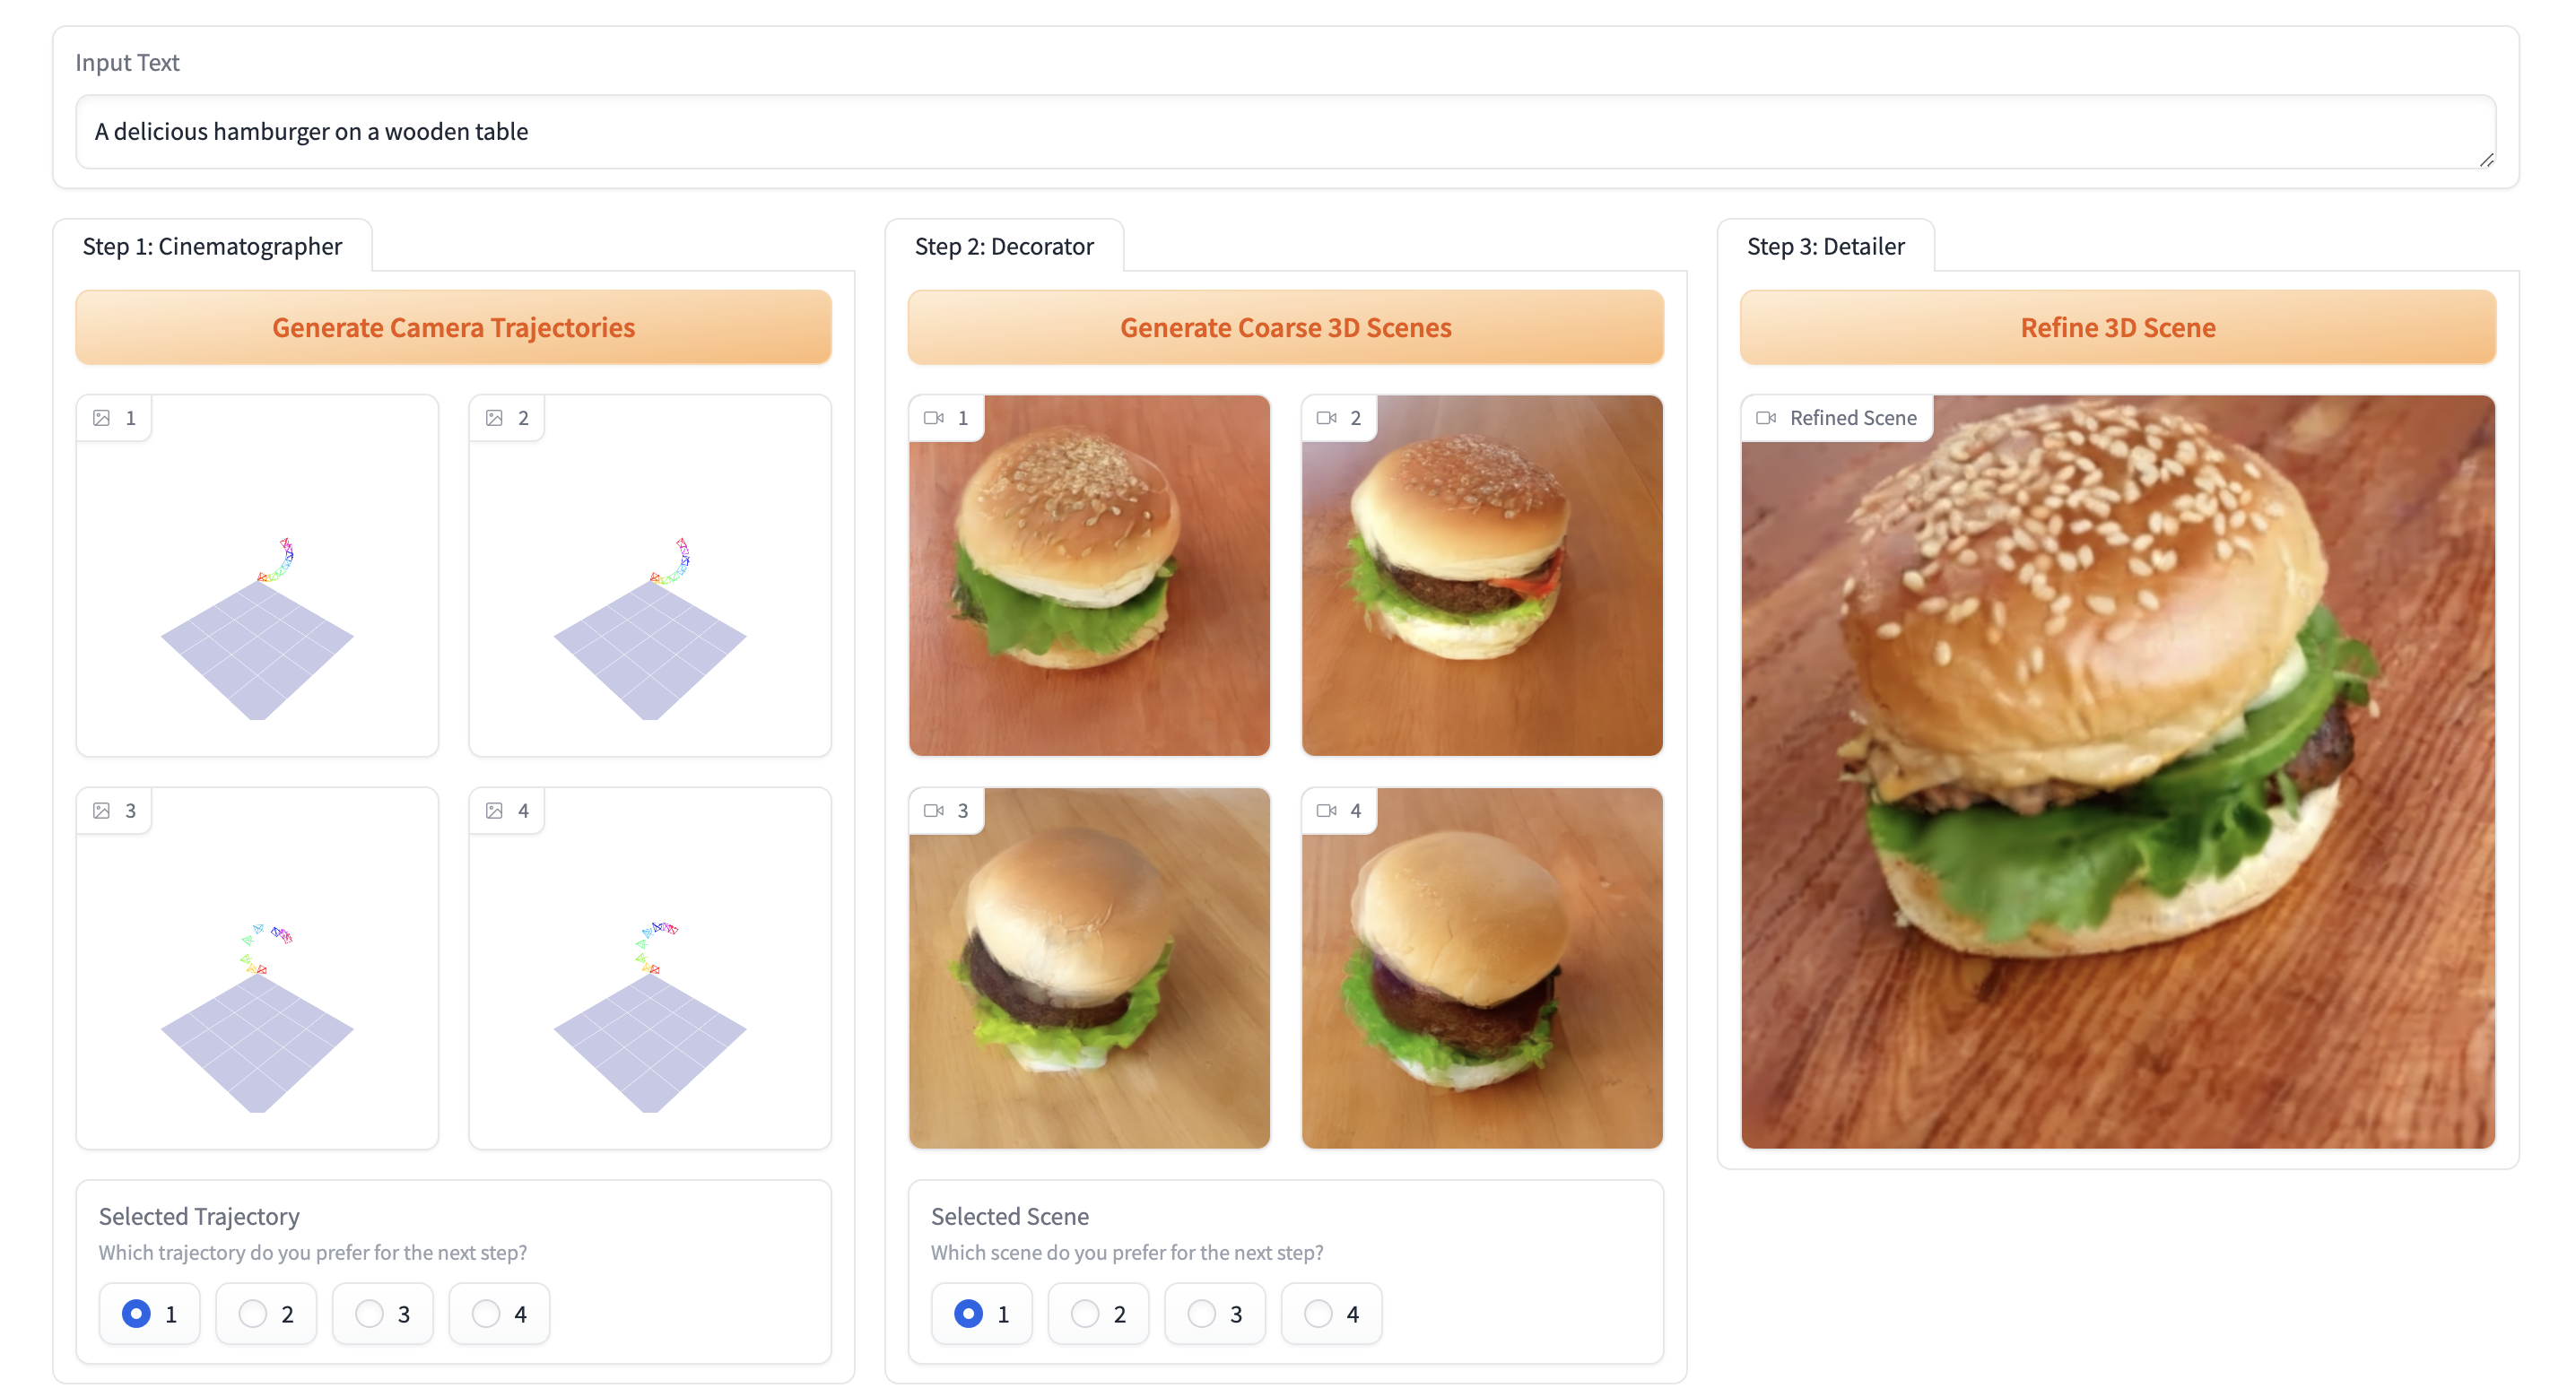 Input Text
A delicious hamburger on a wooden table
Step 1: Cinematographer
Generate Camera Trajectories
1
2
3
4
Selected Trajectory
Which trajectory do you prefer for the next step?
1 2 3 4
Step 2: Decorator
Generate Coarse 3D Scenes
1
2
3
4
Selected Scene
Which scene do you prefer for the next step?
1 2 3 4
Step 3: Detailer
Refine 3D Scene
Refined Scene